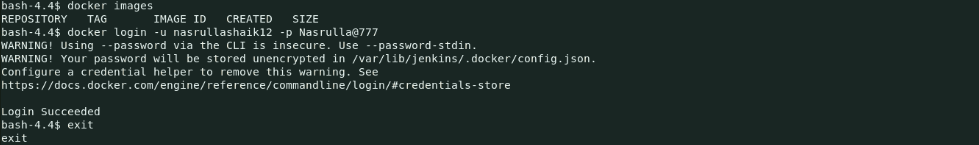 bash-4.4$ docker images
REPOSITORY   TAG       IMAGE ID   CREATED   SIZE
bash-4.4$ docker login -u nasrullashaik12 -p Nasrulla@777
WARNING! Using --password via the CLI is insecure. Use --password-stdin.
WARNING! Your password will be stored unencrypted in /var/lib/jenkins/.docker/config.json.
Configure a credential helper to remove this warning. See
https://docs.docker.com/engine/reference/commandline/login/#credentials-store

Login Succeeded
bash-4.4$ exit
exit